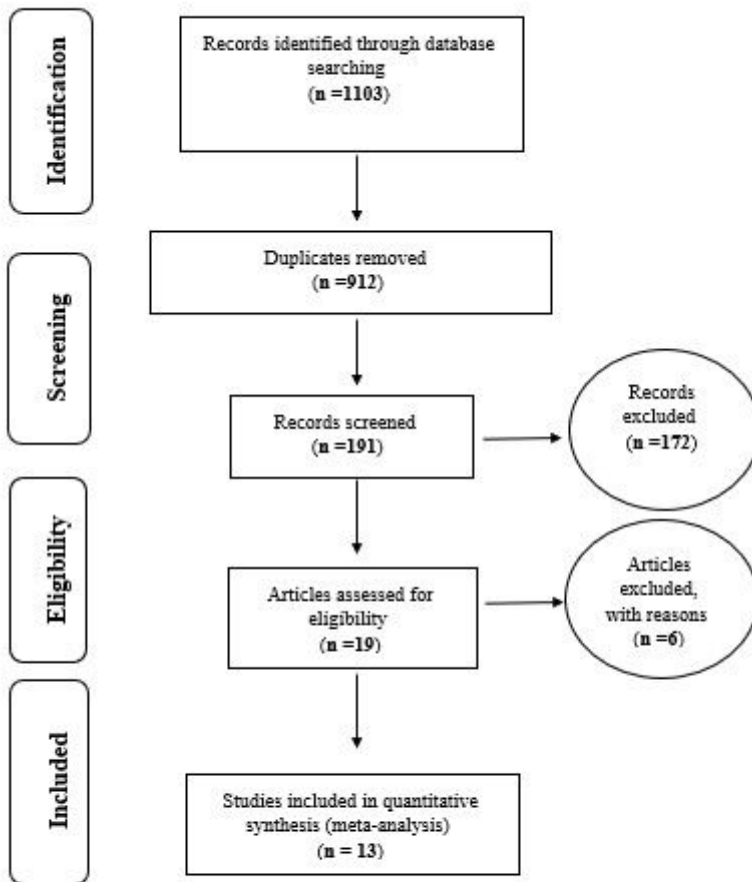 Identification
Records identified through database
searching
(n =1103)
Screening
Duplicates removed
(n =912)
Records screened
(n =191)
Records
excluded
(n =172)
Eligibility
Articles assessed for
eligibility
(n =19)
Articles
excluded,
with reasons
(n =6)
Included
Studies included in quantitative
synthesis (meta-analysis)
(n = 13)